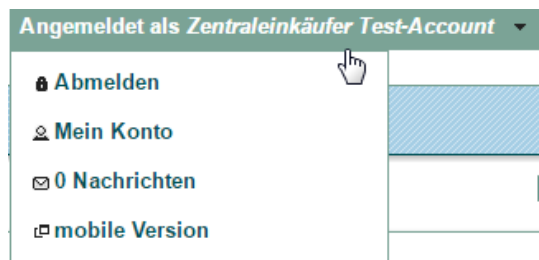 Angemeldet als Zentraleinkäufer Test-Account
Abmelden
Mein Konto
0 Nachrichten
mobile Version